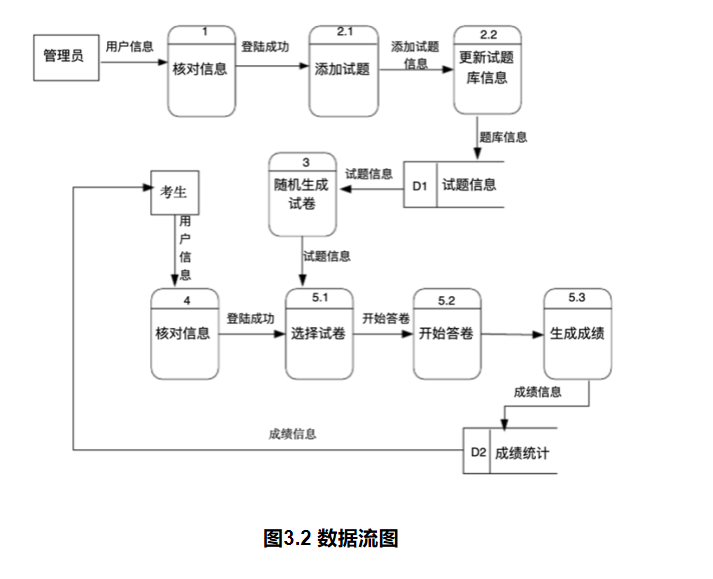 管理员
用户信息
1
核对信息
登陆成功
2.1
添加试题
添加试题
信息
2.2
更新试题
库信息
题库信息
D1
试题信息
试题信息
3
随机生成
试卷
试题信息
考生
用
户
信
息
4
核对信息
登陆成功
5.1
选择试卷
开始答卷
5.2
开始答卷
5.3
生成成绩
成绩信息
D2
成绩统计
成绩信息
图3.2 数据流图